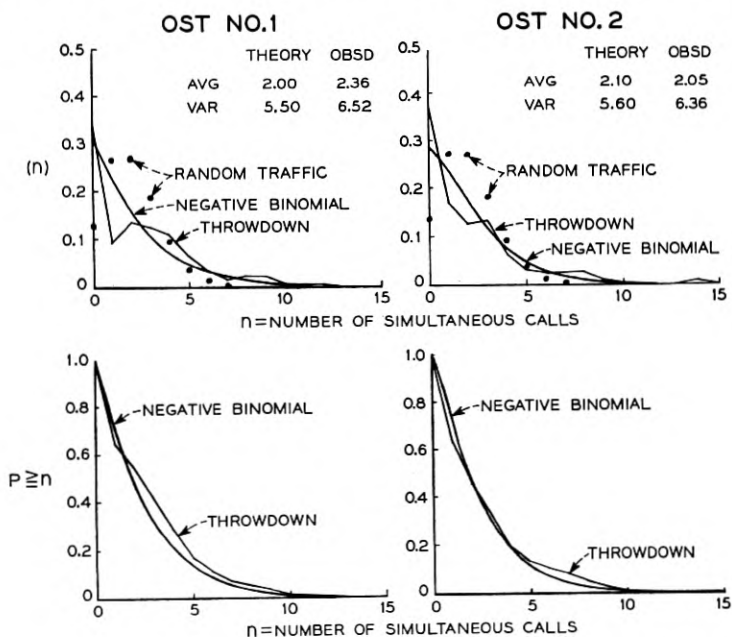 OST NO.1
THEORY OBSD
AVG 2.00 2.36
VAR 5.50 6.52
0.5
0.4
0.3
0.2
0.1
0
(n)
RANDOM TRAFFIC
NEGATIVE BINOMIAL
THROWDOWN
0 5 10 15
n=NUMBER OF SIMULTANEOUS CALLS
OST NO.2
THEORY OBSD
AVG 2.10 2.05
VAR 5.60 6.36
0.5
0.4
0.3
0.2
0.1
0
RANDOM TRAFFIC
THROWDOWN
NEGATIVE BINOMIAL
0 5 10 15
1.0
0.8
0.6
0.4
0.2
0
P≧n
NEGATIVE BINOMIAL
THROWDOWN
0 5 10 15
n=NUMBER OF SIMULTANEOUS CALLS
1.0
0.8
0.6
0.4
0.2
0
NEGATIVE BINOMIAL
THROWDOWN
0 5 10 15